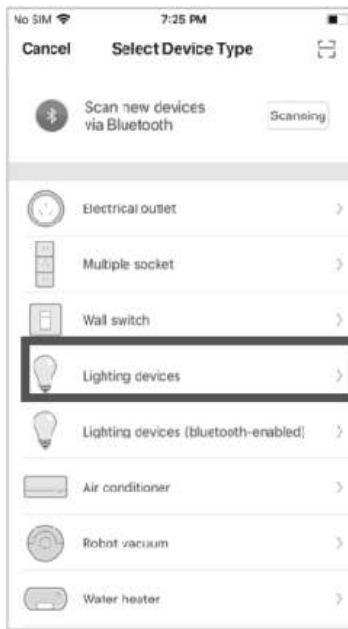 No SIM 7:25 PM
Cancel Select Device Type
Scan new devices
via Bluetooth
Scanning
Electrical outlet
Multiple socket
Wall switch
Lighting devices
Lighting devices (bluetooth-enabled)
Air conditioner
Robot vacuum
Water heater